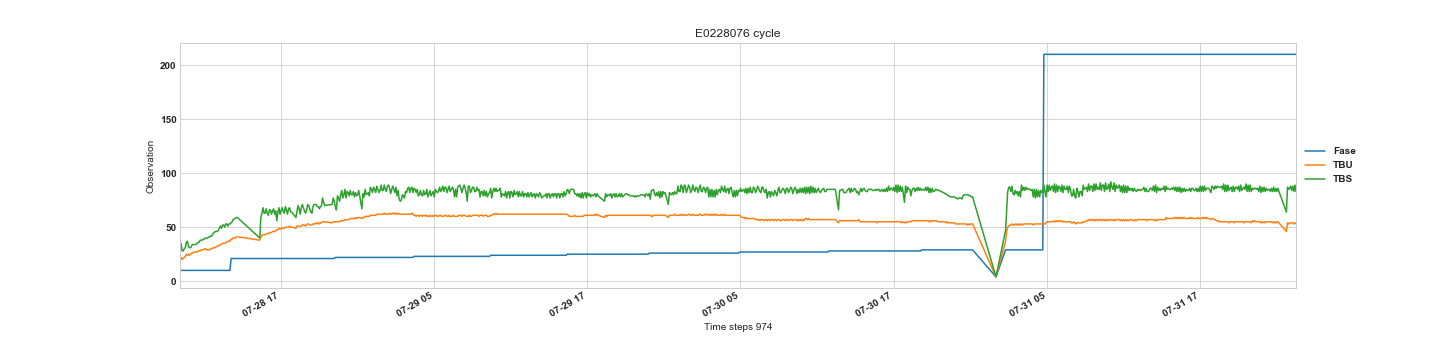 E0228076 cycle
Observation
200
150
100
50
0
Fase
TBU
TBS
07-28 17
07-29 05
07-29 17
07-30 05
07-30 17
07-31 05
07-31 17
Time steps 974